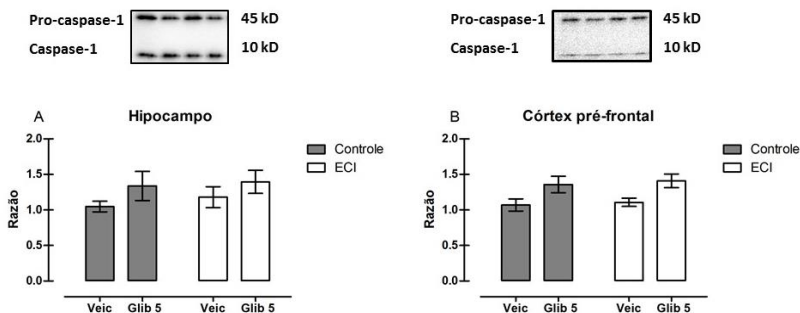 Pro-caspase-1 45 kD
Caspase-1 10 kD
Pro-caspase-1 45 kD
Caspase-1 10 kD
A Hipocampo
2.0
1.5
1.0
0.5
0.0
Razão
Veic Glib 5 Veic Glib 5
Controle
ECI
B Córtex pré-frontal
2.0
1.5
1.0
0.5
0.0
Razão
Veic Glib 5 Veic Glib 5
Controle
ECI